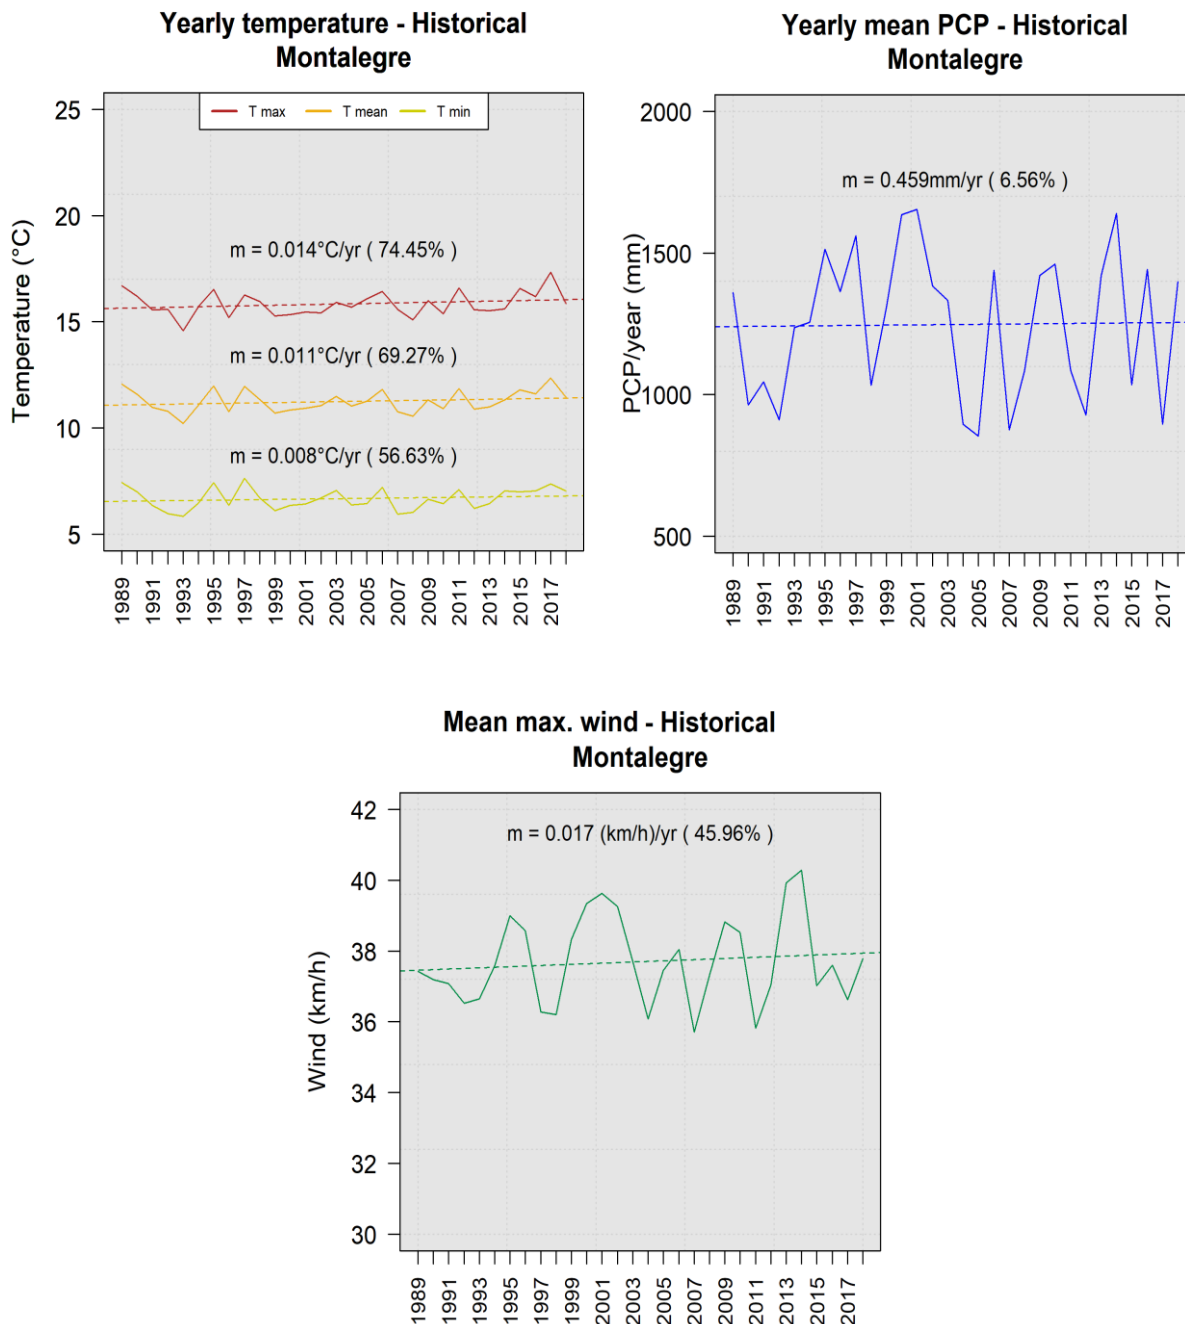 Yearly temperature - Historical
Montalegre
T max T mean T min
m = 0.014°C/yr ( 74.45% )
m = 0.011°C/yr ( 69.27% )
m = 0.008°C/yr ( 56.63% )
Temperature (°C)
25
20
15
10
5
1989 1991 1993 1995 1997 1999 2001 2003 2005 2007 2009 2011 2013 2015 2017
Yearly mean PCP - Historical
Montalegre
m = 0.459mm/yr ( 6.56% )
PCP/year (mm)
2000
1500
1000
500
1989 1991 1993 1995 1997 1999 2001 2003 2005 2007 2009 2011 2013 2015 2017
Mean max. wind - Historical
Montalegre
m = 0.017 (km/h)/yr ( 45.96% )
Wind (km/h)
42
40
38
36
34
32
30
1989 1991 1993 1995 1997 1999 2001 2003 2005 2007 2009 2011 2013 2015 2017